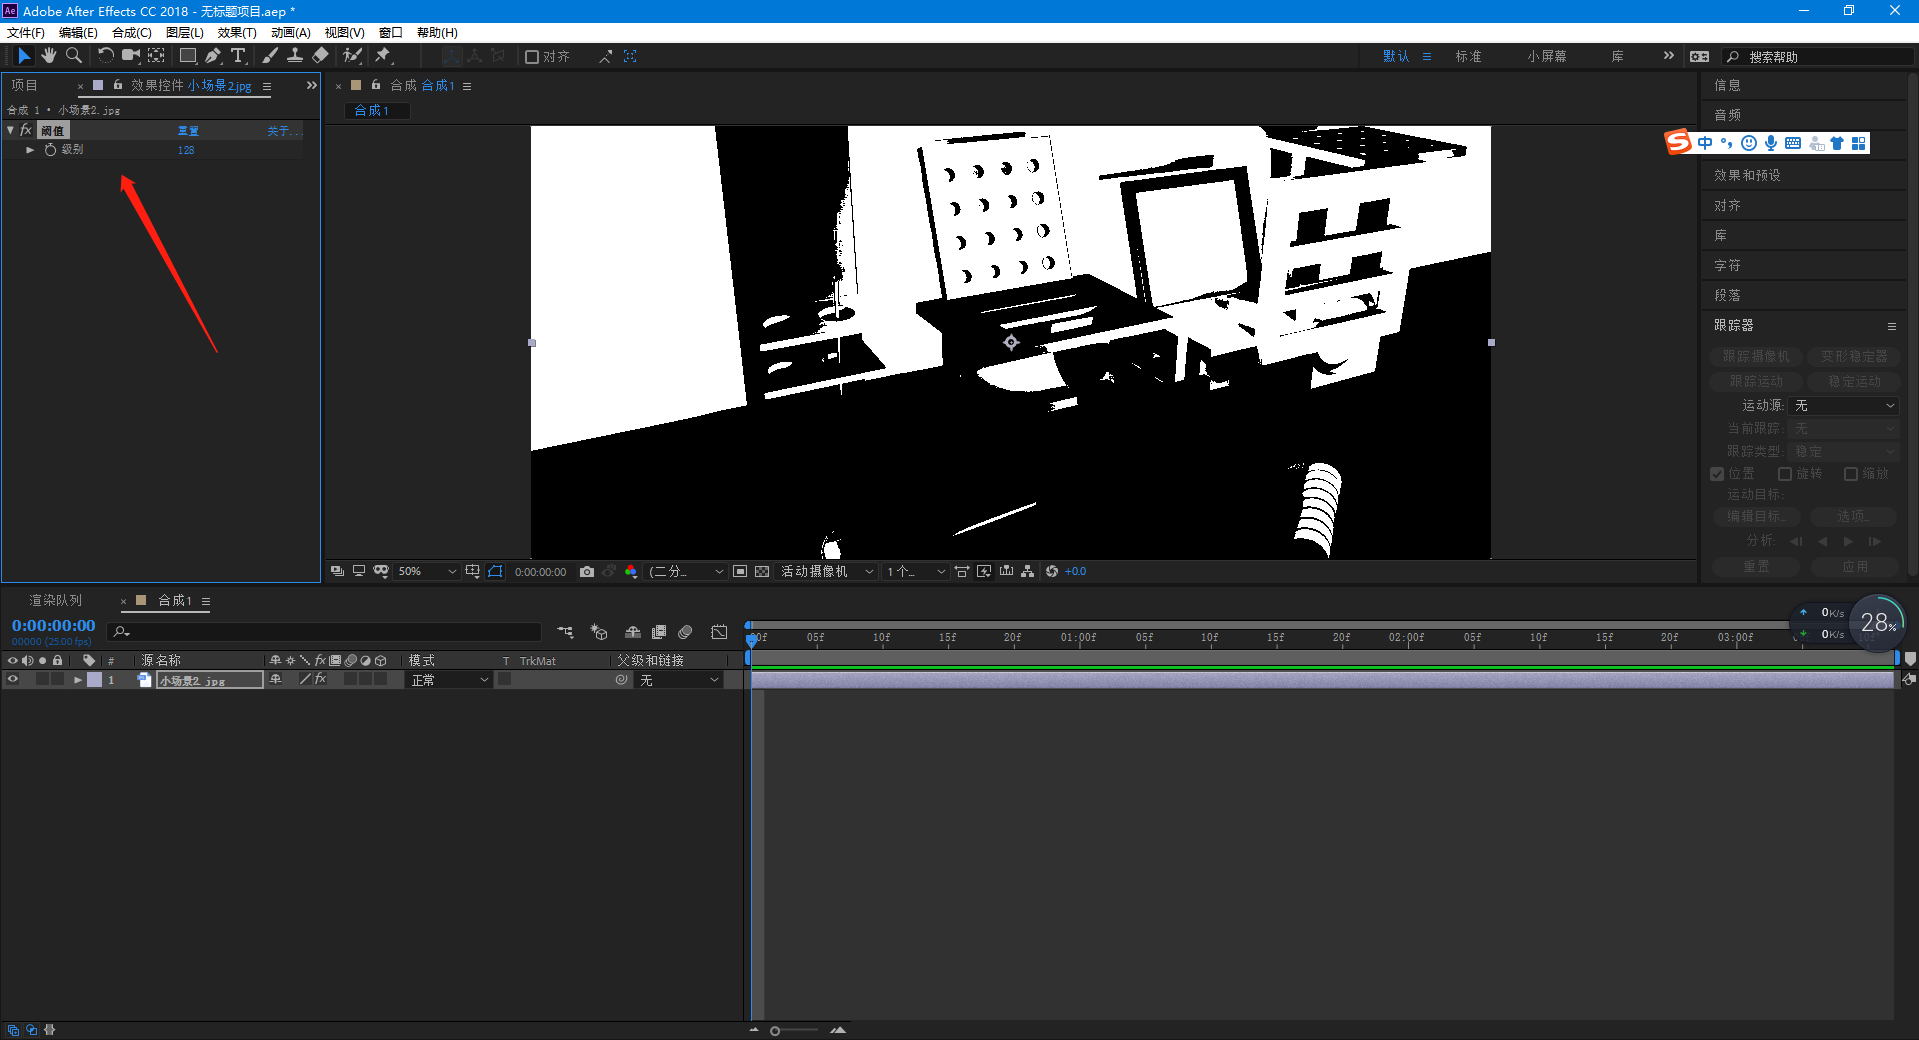 Ae Adobe After Effects CC 2018 - 无标题项目.aep *
文件(F) 编辑(E) 合成(C) 图层(L) 效果(T) 动画(A) 视图(V) 窗口 帮助(H)
对齐 默认 标准 小屏幕 库 搜索帮助
项目 × 效果控件 小场景2.jpg
合成 1 • 小场景2.jpg
fx 阈值 重置 关于...
级别 128
× 合成 合成1
合成1
信息
音频
中
效果和预设
对齐
库
字符
段落
跟踪器
跟踪摄像机 变形稳定器
跟踪运动 稳定运动
运动源: 无
当前跟踪: 无
跟踪类型: 稳定
位置 旋转 缩放
运动目标:
编辑目标... 选项...
分析:
重置 应用
50% 0:00:00:00 (二分... 活动摄像机 1个... +0.0
渲染队列 × 合成1
0:00:00:00
00000 (25.00 fps)
00f 05f 10f 15f 20f 01:00f 05f 10f 15f 20f 02:00f 05f 10f 15f 20f 03:00f 10f
0K/s
0K/s
28%
# 源名称 fx 模式 T TrkMat 父级和链接
1 小场景2.jpg fx 正常 无